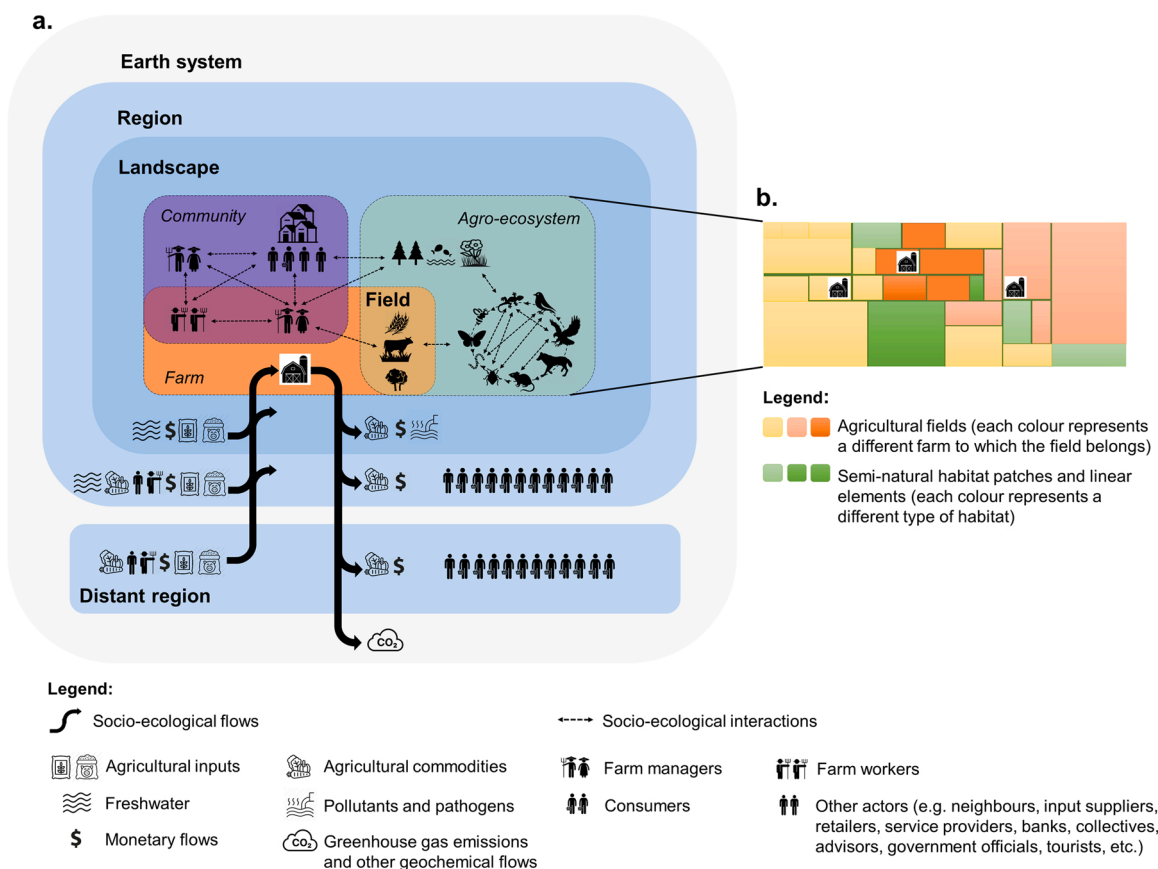 a.
Earth system
Region
Landscape
Community
Agro-ecosystem
Field
Farm
$
$
$
$
$
$
Distant region
CO₂
b.
Legend:
Agricultural fields (each colour represents
a different farm to which the field belongs)
Semi-natural habitat patches and linear
elements (each colour represents a
different type of habitat)
Legend:
Socio-ecological flows
Socio-ecological interactions
Agricultural inputs
Agricultural commodities
Farm managers
Farm workers
Freshwater
Pollutants and pathogens
Consumers
Other actors (e.g. neighbours, input suppliers,
retailers, service providers, banks, collectives,
advisors, government officials, tourists, etc.)
$ Monetary flows
CO₂ Greenhouse gas emissions
and other geochemical flows